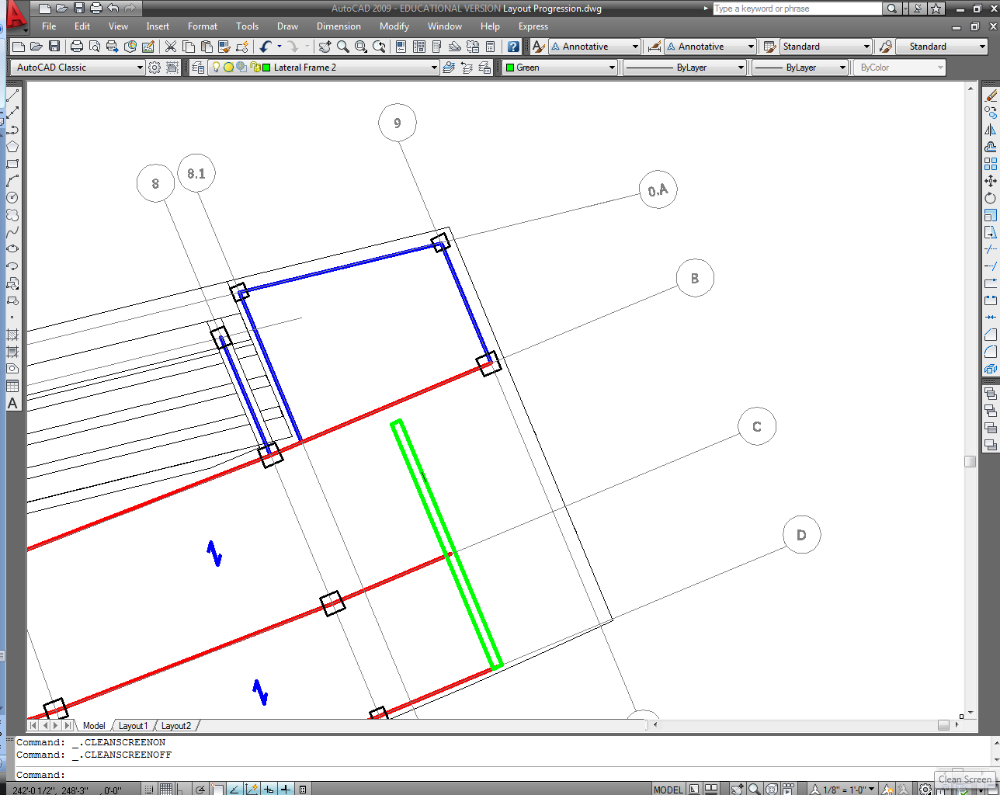 AutoCAD 2009 - EDUCATIONAL VERSION Layout Progression.dwg
Type a keyword or phrase
File Edit View Insert Format Tools Draw Dimension Modify Window Help Express
Annotative Annotative Standard Standard
AutoCAD Classic Lateral Frame 2 Green ByLayer ByLayer ByColor
9
8 8.1
0.A
B
C
D
A
Model Layout1 Layout2
Command: _.CLEANSCREENON
Command: _.CLEANSCREENOFF
Command:
Clean Screen
242'-0 1/2", 248'-3" , 0'-0" MODEL 1/8" = 1'-0"